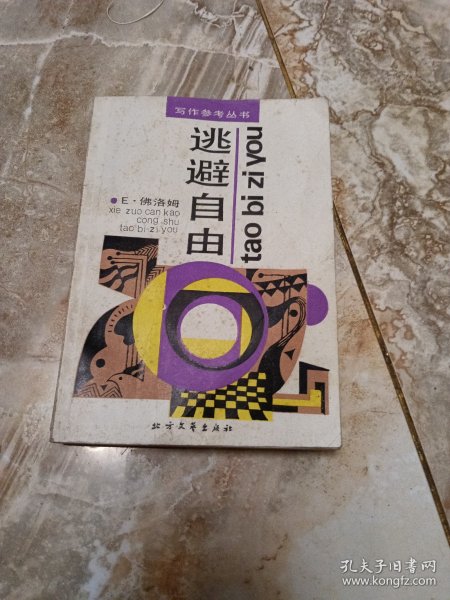 写作参考丛书
逃避自由
tao bi zi you
E·佛洛姆
xie zuo can kao
cong shu
tao bi zi you
北方文艺出版社
孔夫子旧书网
www.kongfz.com